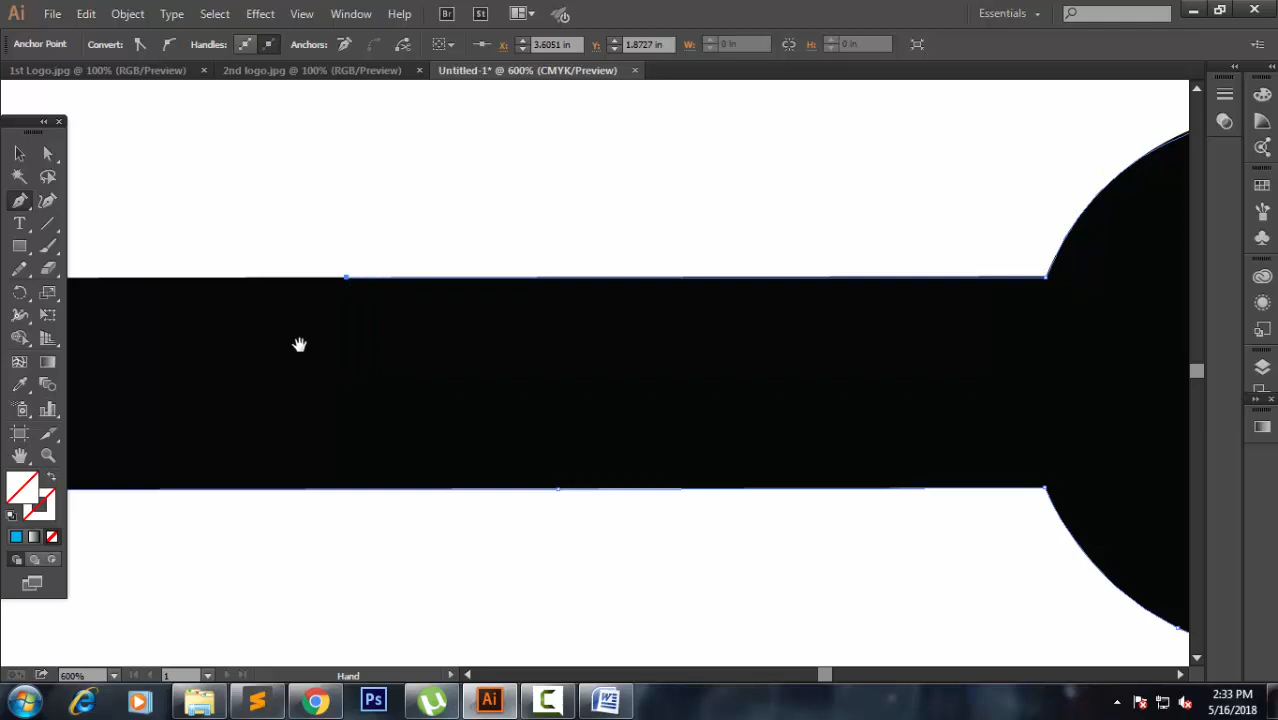 Ai File Edit Object Type Select Effect View Window Help Br St Essentials
Anchor Point Convert: Handles: Anchors: X: 3.6051 in Y: 1.8727 in W: 0 in H: 0 in
1st Logo.jpg @ 100% (RGB/Preview) × 2nd logo.jpg @ 100% (RGB/Preview) × Untitled-1* @ 600% (CMYK/Preview) ×
T
600% 1 Hand
Ps Ai C W 2:33 PM
5/16/2018